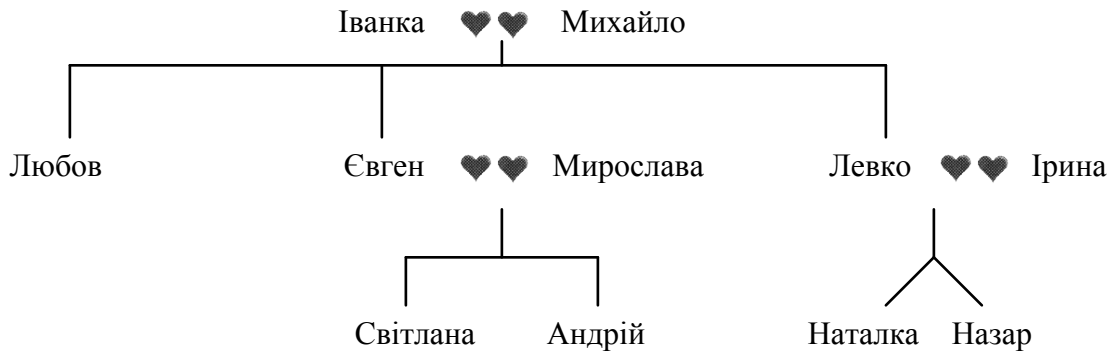 Іванка Михайло
Любов Євген Мирослава Левко Ірина
Світлана Андрій Наталка Назар